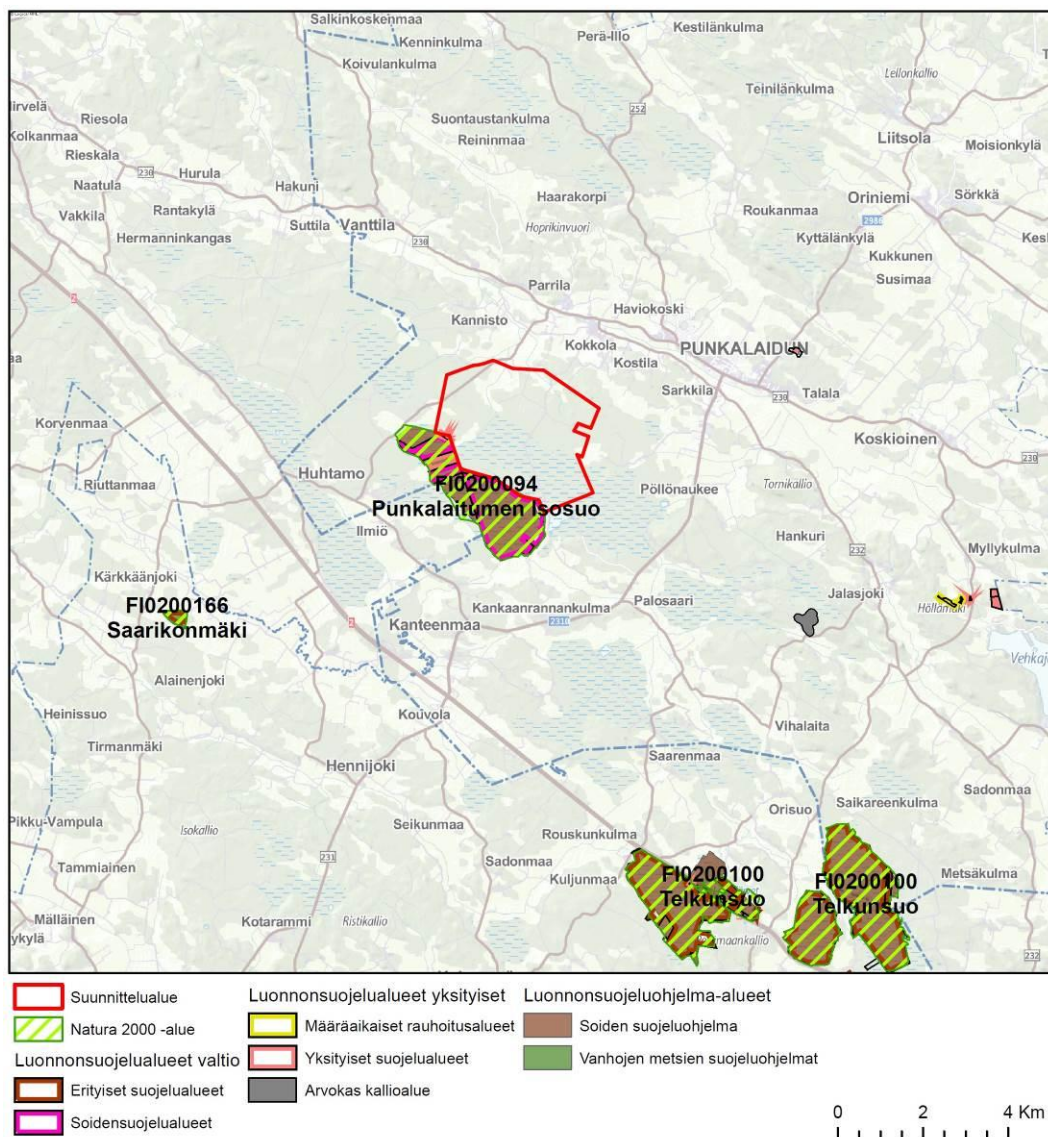 Salkinkoskenmaa
Kenninkulma
Koivulankulma
Perä-Illo
Kestilänkulma
Teinilänkulma
Leilonkallio
252
Suontaustankulma
Reininmaa
Liitsola
Moisionkylä
Kolkanmaa
Riesola
Rieskala
230
Hurula
Naatula
Hakuni
Haarakorpi
Oriniemi
Sörkkä
Vakkila
Rantakylä
Suttila
Vanttila
Roukanmaa
2986
Hermanninkangas
230
Hoprikinvuori
Kyttälänkylä
Kukkunen
Susimaa
2
Parrila
Kannisto
Haviokoski
Kokkola
Kostila
PUNKALAIDUN
Sarkkila
Talala
230
Korvenmaa
Koskioinen
230
Huhtamo
Riuttanmaa
FI0200094
Punkalaitumen Isosuo
Pöllönaukee
Tornikallio
Ilmiö
Hankuri
232
Myllykulma
Kärkkäänjoki
FI0200166
Saarikonmäki
Kankaanrannankulma
Palosaari
Jalasjoki
Höllämäki
2
Kanteenmaa
2310
Alainenjoki
Heinissuo
Kouvola
Vihalaita
Tirmanmäki
Hennijoki
Saarenmaa
Sadonmaa
Orisuo
Saikareenkulma
Pikku-Vampula
Isokallio
Seikunmaa
Rouskunkulma
231
Sadonmaa
Kuljunmaa
FI0200100
Telkunsuo
FI0200100
Telkunsuo
Metsäkulma
Tammiainen
Mälläinen
Kotarammi
Ristikallio
232
Suunnittelualue
Natura 2000 -alue
Luonnonsuojelualueet valtio
Erityiset suojelualueet
Soidensuojelualueet
Luonnonsuojelualueet yksityiset
Määräaikaiset rauhoitusalueet
Yksityiset suojelualueet
Arvokas kallioalue
Luonnonsuojeluohjelma-alueet
Soiden suojeluohjelma
Vanhojen metsien suojeluohjelmat
0 2 4 Km